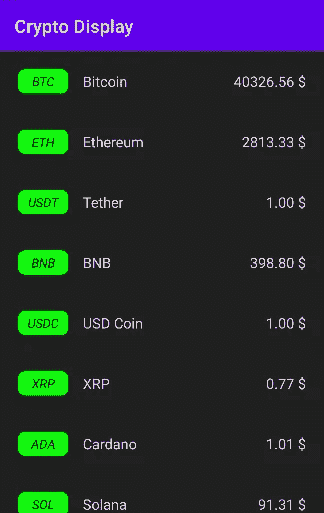 Crypto Display
BTC Bitcoin 40326.56 $
ETH Ethereum 2813.33 $
USDT Tether 1.00 $
BNB BNB 398.80 $
USDC USD Coin 1.00 $
XRP XRP 0.77 $
ADA Cardano 1.01 $
SOL Solana 91.31 $